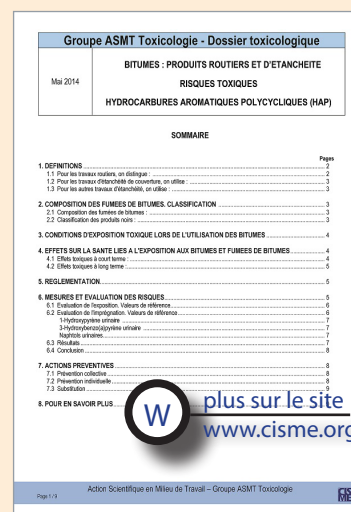 Groupe ASMT Toxicologie - Dossier toxicologique
Mai 2014
BITUMES : PRODUITS ROUTIERS ET D'ETANCHEITE
RISQUES TOXIQUES
HYDROCARBURES AROMATIQUES POLYCYCLIQUES (HAP)
SOMMAIRE
Pages
1. DEFINITIONS ... 2
1.1 Pour les travaux routiers, on distingue : ... 2
1.2 Pour les travaux d'étanchéité de couverture, on utilise : ... 3
1.3 Pour les autres travaux d'étanchéité, on utilise : ... 3
2. COMPOSITION DES FUMEES DE BITUMES. CLASSIFICATION ... 3
2.1 Composition des fumées de bitumes : ... 3
2.2 Classification des produits noirs : ... 3
3. CONDITIONS D'EXPOSITION TOXIQUE LORS DE L'UTILISATION DES BITUMES ... 4
4. EFFETS SUR LA SANTE LIES A L'EXPOSITION AUX BITUMES ET FUMEES DE BITUMES ... 4
4.1 Effets toxiques à court terme : ... 4
4.2 Effets toxiques à long terme : ... 5
5. REGLEMENTATION ... 5
6. MESURES ET EVALUATION DES RISQUES ... 5
6.1 Evaluation de l'exposition. Valeurs de référence ... 6
6.2 Evaluation de l'imprégnation. Valeurs de référence ... 6
1-Hydroxypyrène urinaire ... 7
3-Hydroxybenzo(a)pyrène urinaire ... 7
Naphtols urinaires ... 7
6.3 Résultats ... 7
6.4 Conclusion ... 8
7. ACTIONS PREVENTIVES ... 8
7.1 Prévention collective ... 8
7.2 Prévention individuelle ... 8
7.3 Substitution ... 9
8. POUR EN SAVOIR PLUS
W
plus sur le site
www.cisme.org
Action Scientifique en Milieu de Travail – Groupe ASMT Toxicologie
Page 1 / 9
CIS
ME